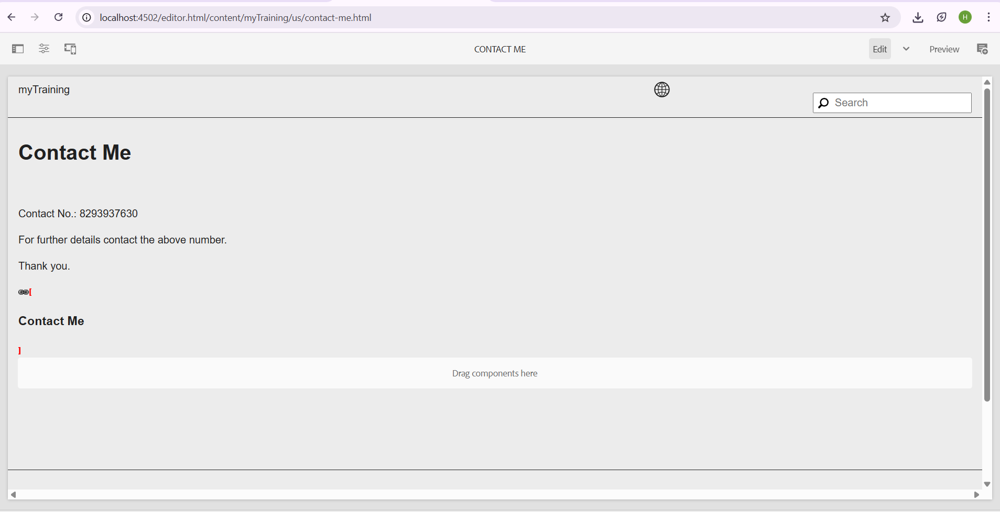 localhost:4502/editor.html/content/myTraining/us/contact-me.html
H
CONTACT ME
Edit
Preview
myTraining
Search
Contact Me
Contact No.: 8293937630
For further details contact the above number.
Thank you.
[
Contact Me
]
Drag components here